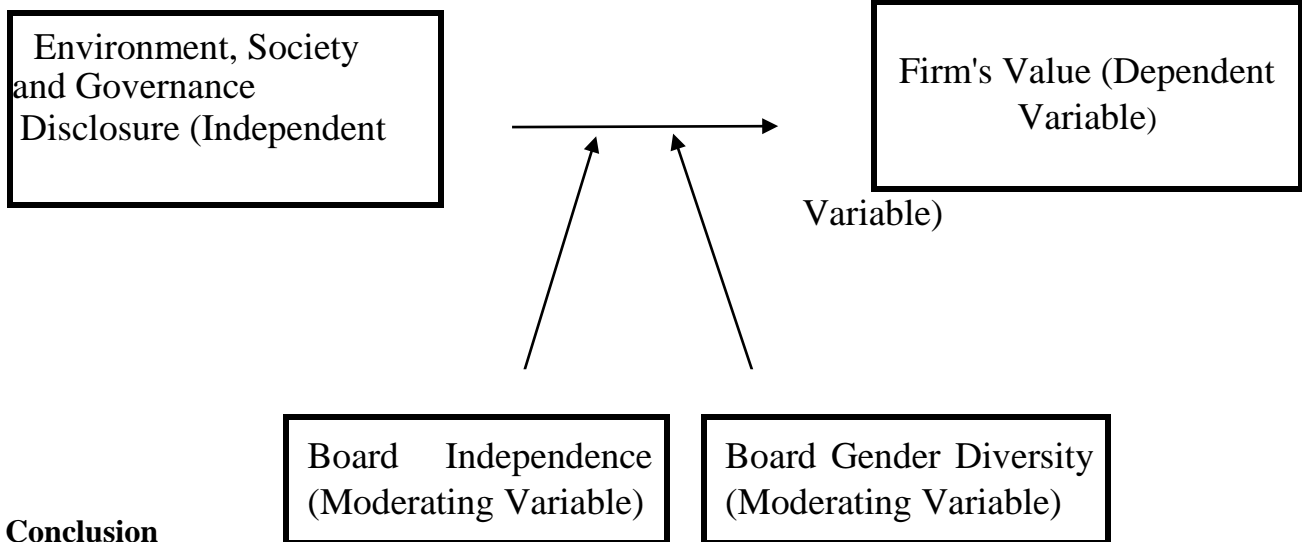 Environment, Society
and Governance
Disclosure (Independent
Firm's Value (Dependent
Variable)
Variable)
Board Independence
(Moderating Variable)
Board Gender Diversity
(Moderating Variable)
Conclusion